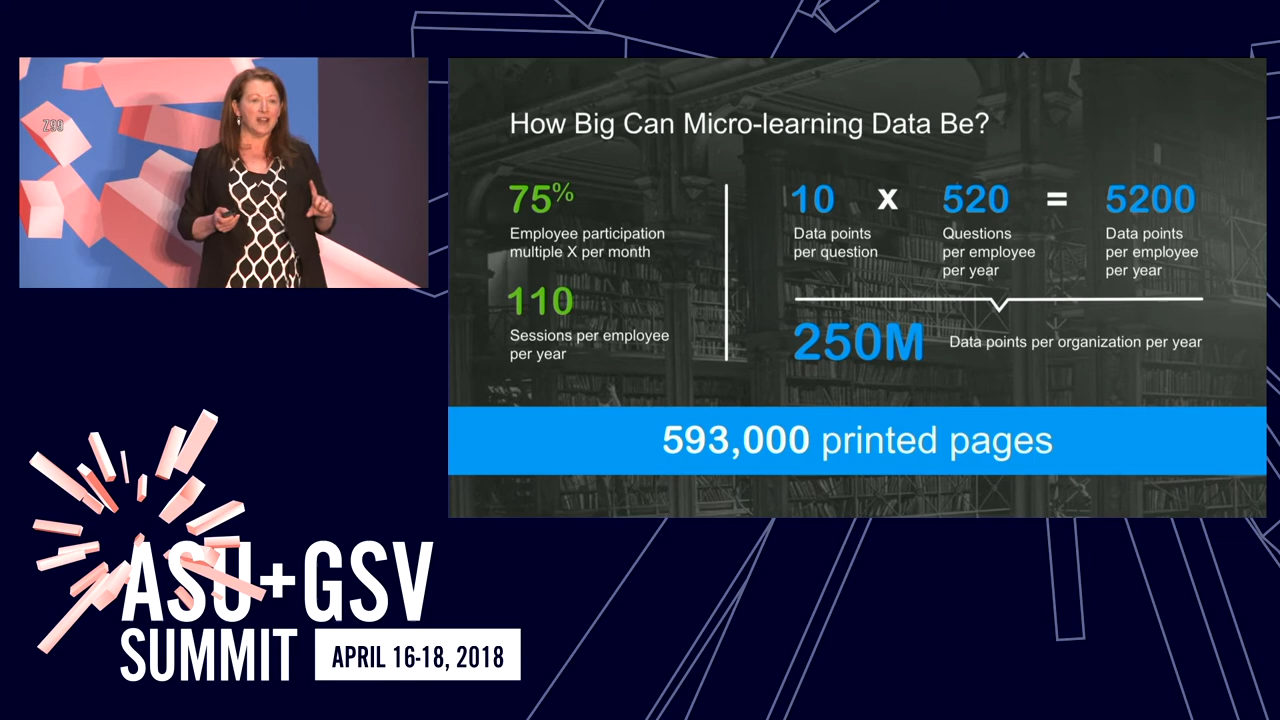 Z99
How Big Can Micro-learning Data Be?
75%
Employee participation
multiple X per month
110
Sessions per employee
per year
10 x 520 = 5200
Data points
per question
Questions
per employee
per year
Data points
per employee
per year
250M Data points per organization per year
593,000 printed pages
ASU+GSV
SUMMIT
APRIL 16-18, 2018